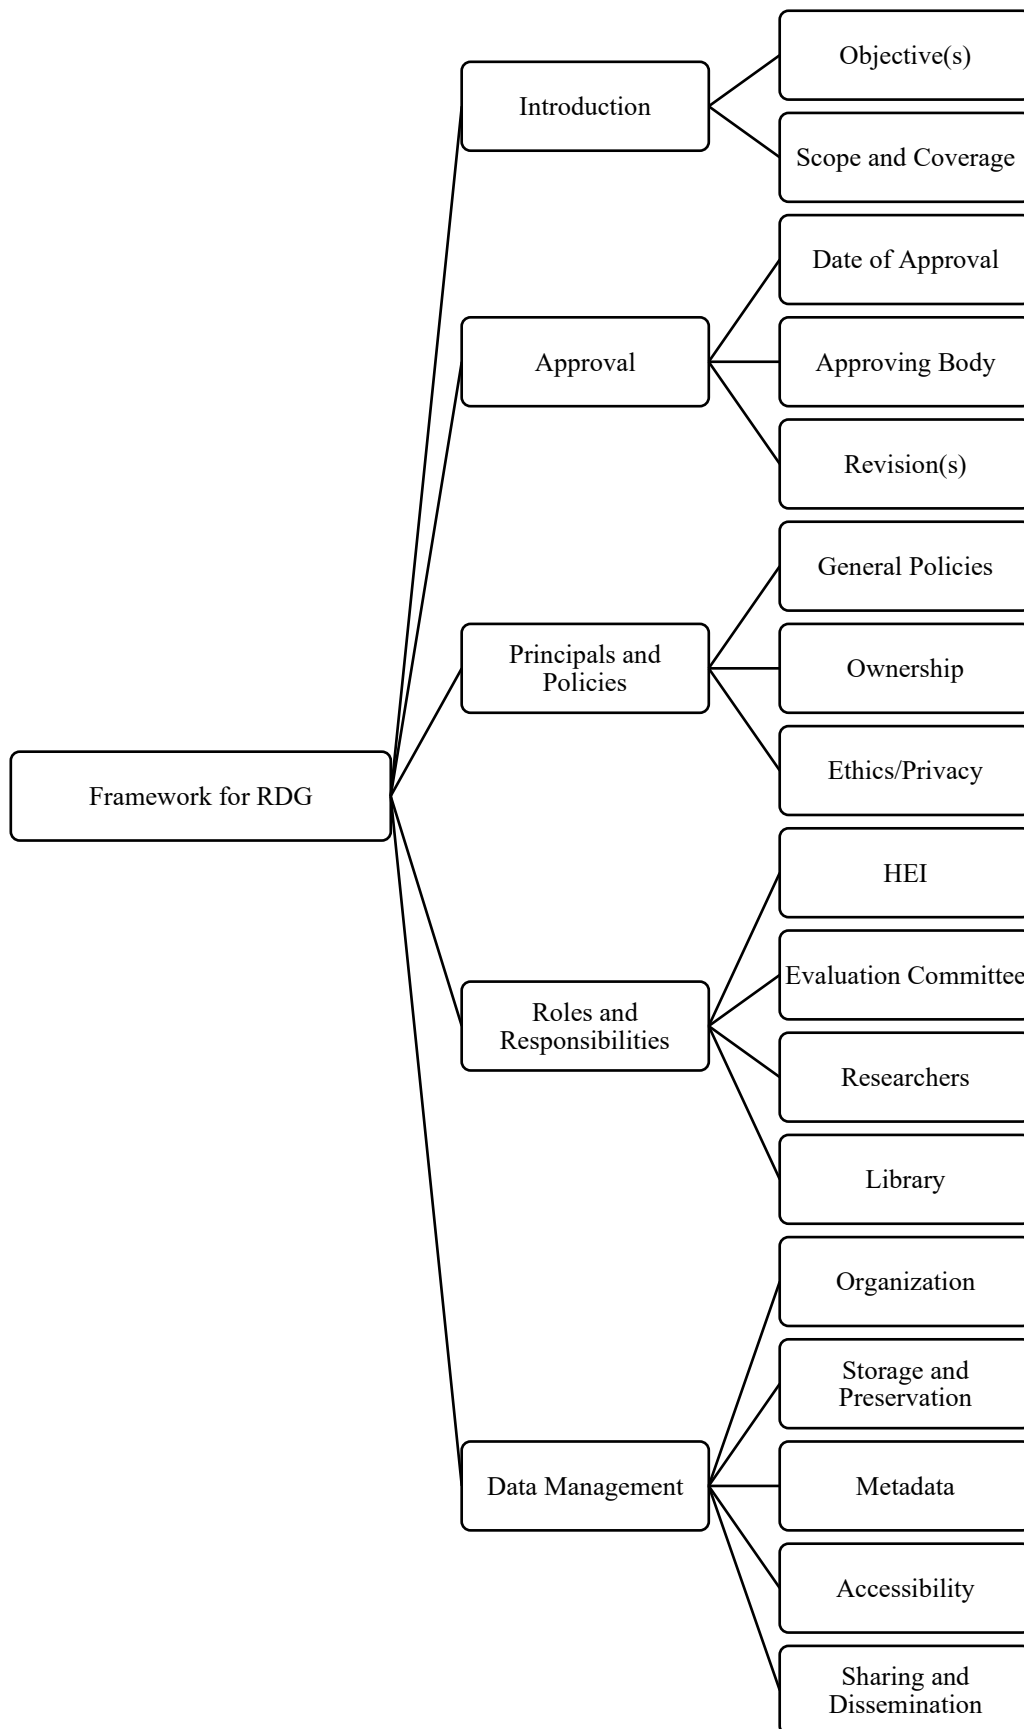 Framework for RDG
Introduction
Objective(s)
Scope and Coverage
Approval
Date of Approval
Approving Body
Revision(s)
Principals and
Policies
General Policies
Ownership
Ethics/Privacy
Roles and
Responsibilities
HEI
Evaluation Committee
Researchers
Library
Data Management
Organization
Storage and
Preservation
Metadata
Accessibility
Sharing and
Dissemination